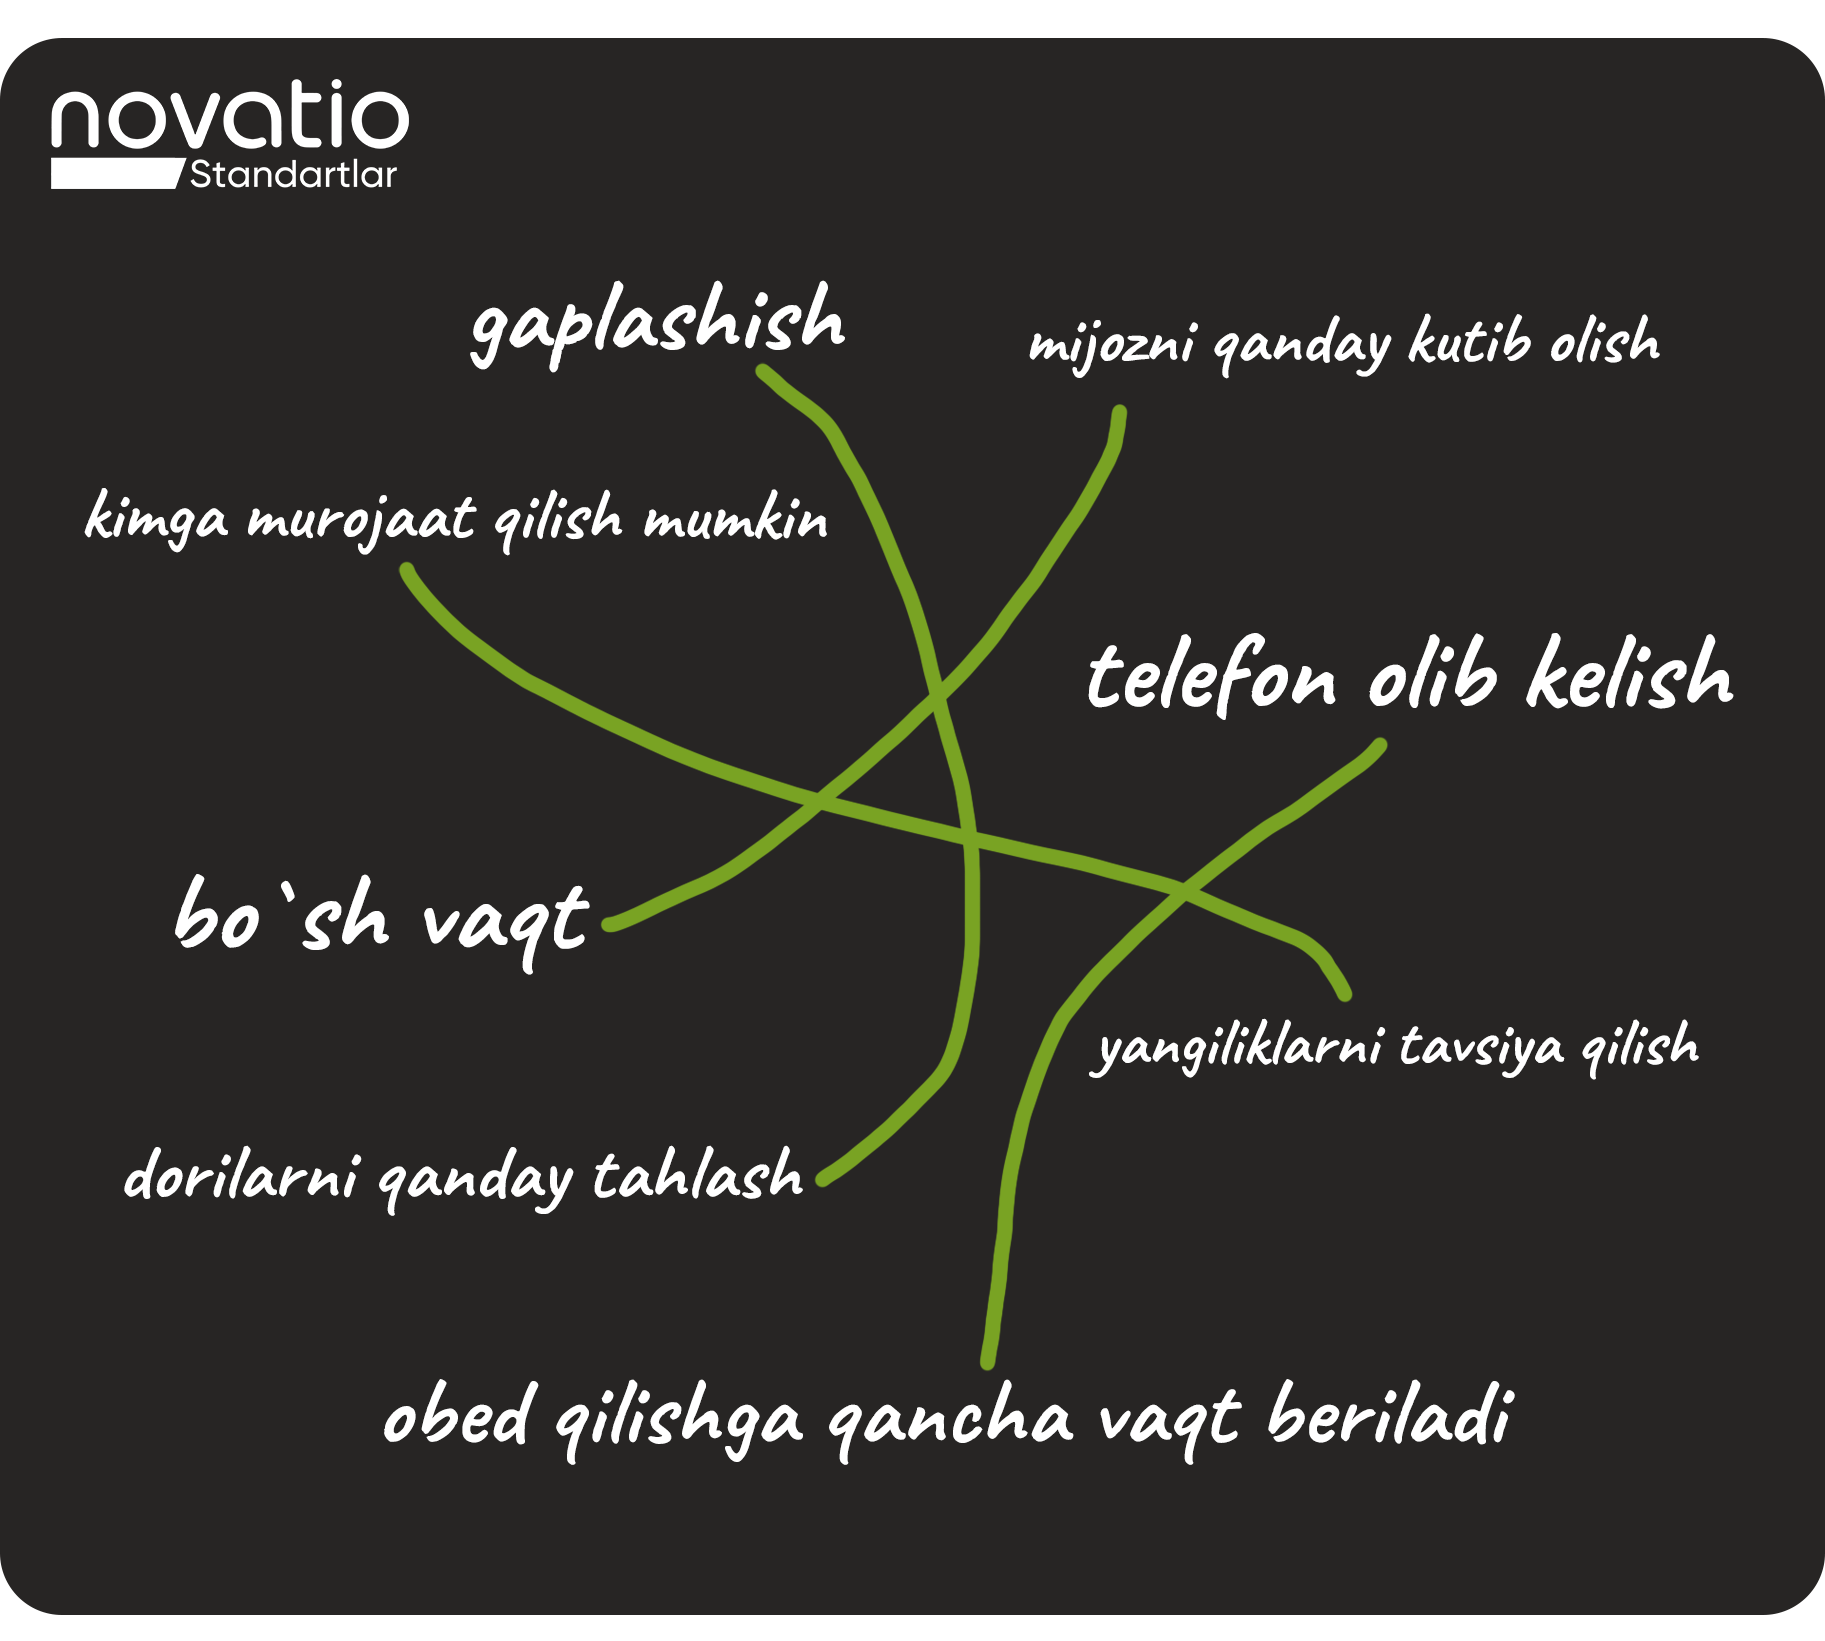 novatio
Standartlar
gaplashish
mijozni qanday kutib olish
kimga murojaat qilish mumkin
telefon olib kelish
bo`sh vaqt
yangiliklarni tavsiya qilish
dorilarni qanday tahlash
obed qilishga qancha vaqt beriladi